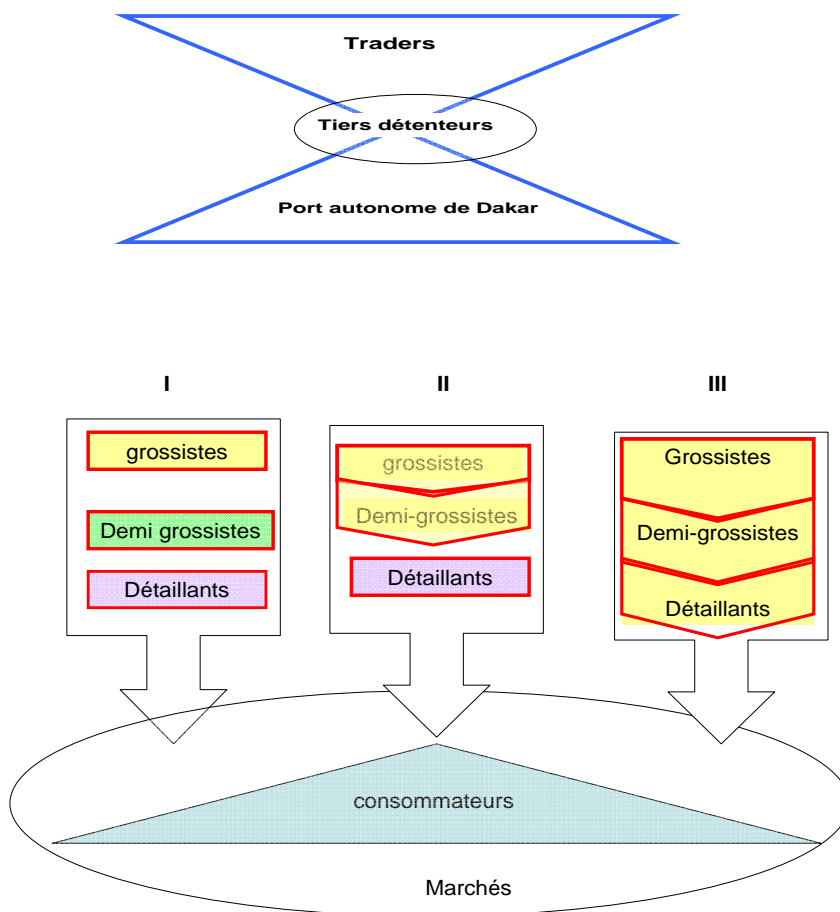 Traders
Tiers détenteurs
Port autonome de Dakar
I
II
III
grossistes
Demi grossistes
Détaillants
grossistes
Demi-grossistes
Détaillants
Grossistes
Demi-grossistes
Détaillants
consommateurs
Marchés